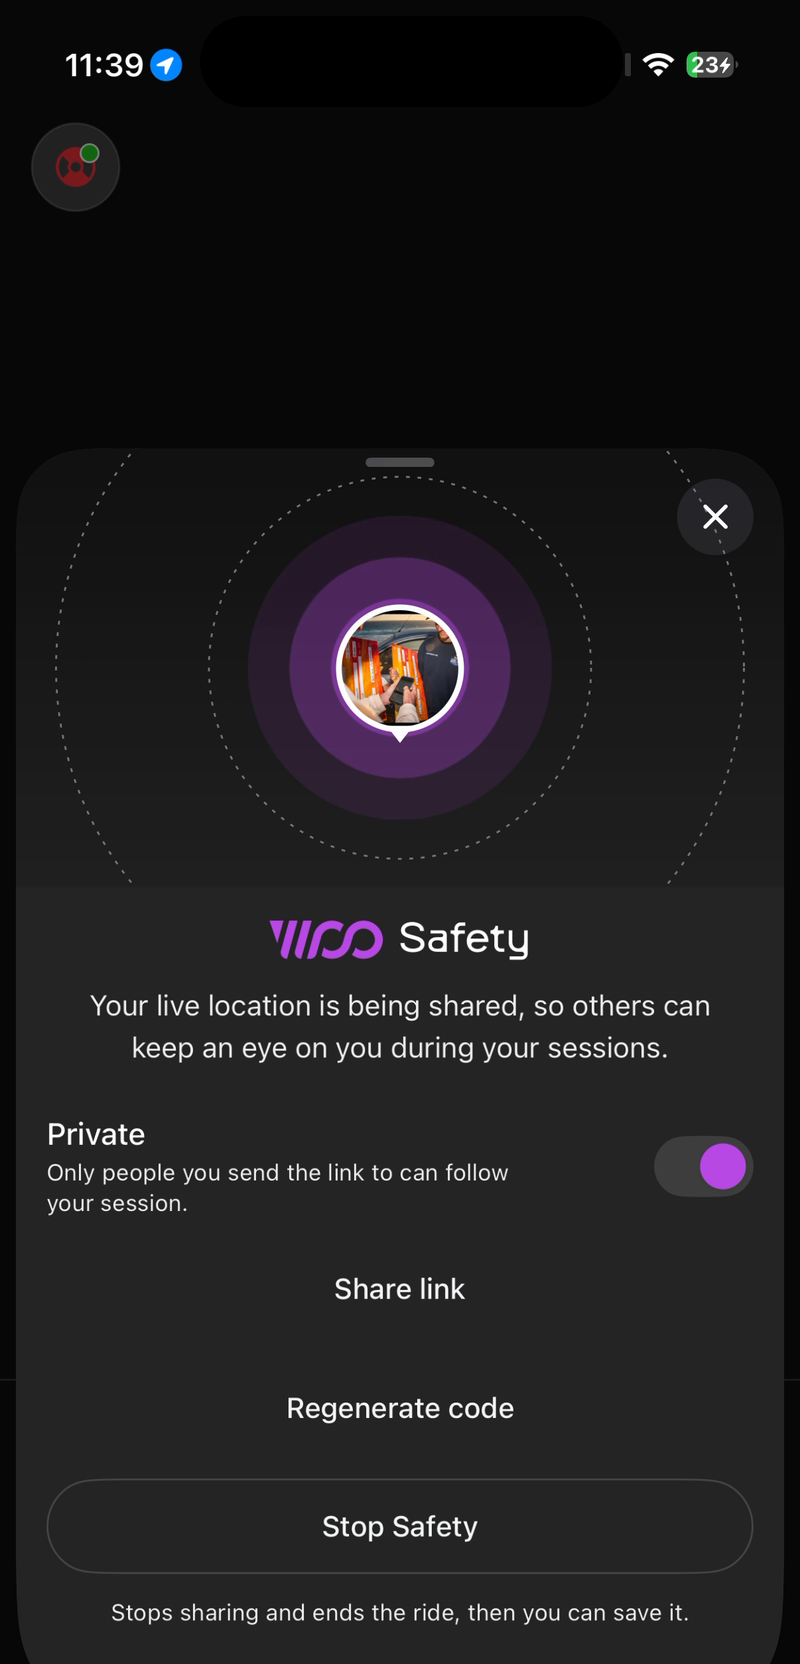 11:39
23
Safety
Your live location is being shared, so others can
keep an eye on you during your sessions.
Private
Only people you send the link to can follow
your session.
Share link
Regenerate code
Stop Safety
Stops sharing and ends the ride, then you can save it.